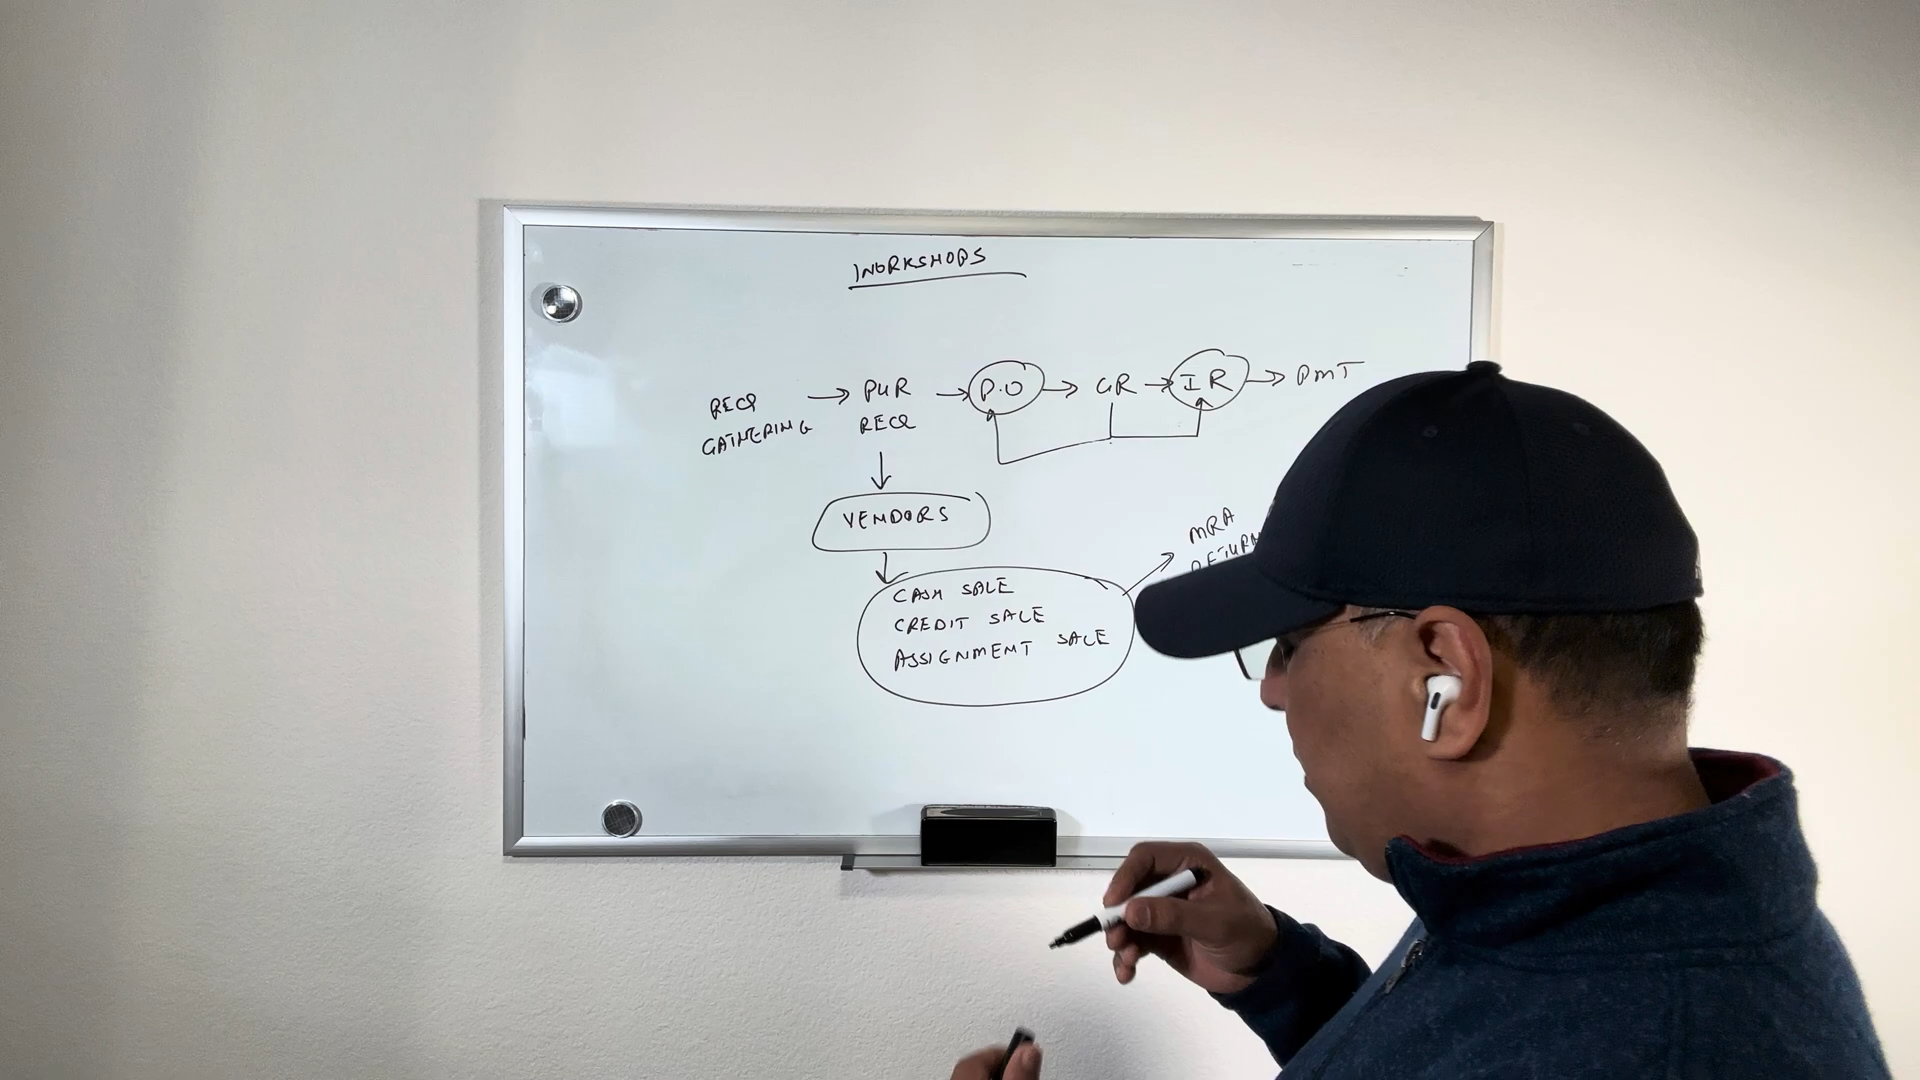 WORKSHOPS
REQ GATHERING → PUR REQ → P.O → GR → IR → PMT
VENDORS
CASH SALE
CREDIT SALE
ASSIGNMENT SALE
MRA